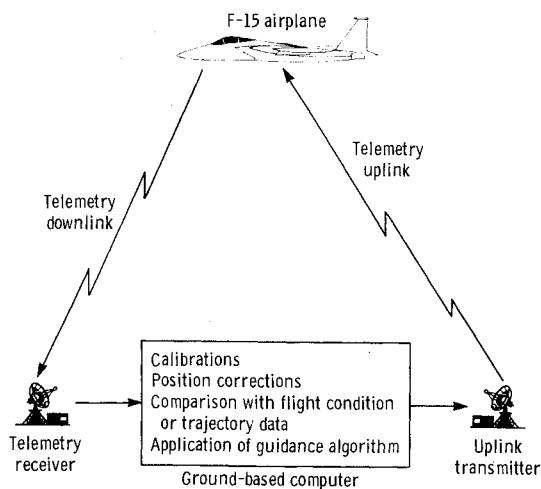 F-15 airplane
Telemetry
uplink
Telemetry
downlink
Calibrations
Position corrections
Comparison with flight condition
or trajectory data
Application of guidance algorithm
Telemetry
receiver
Ground-based computer
Uplink
transmitter